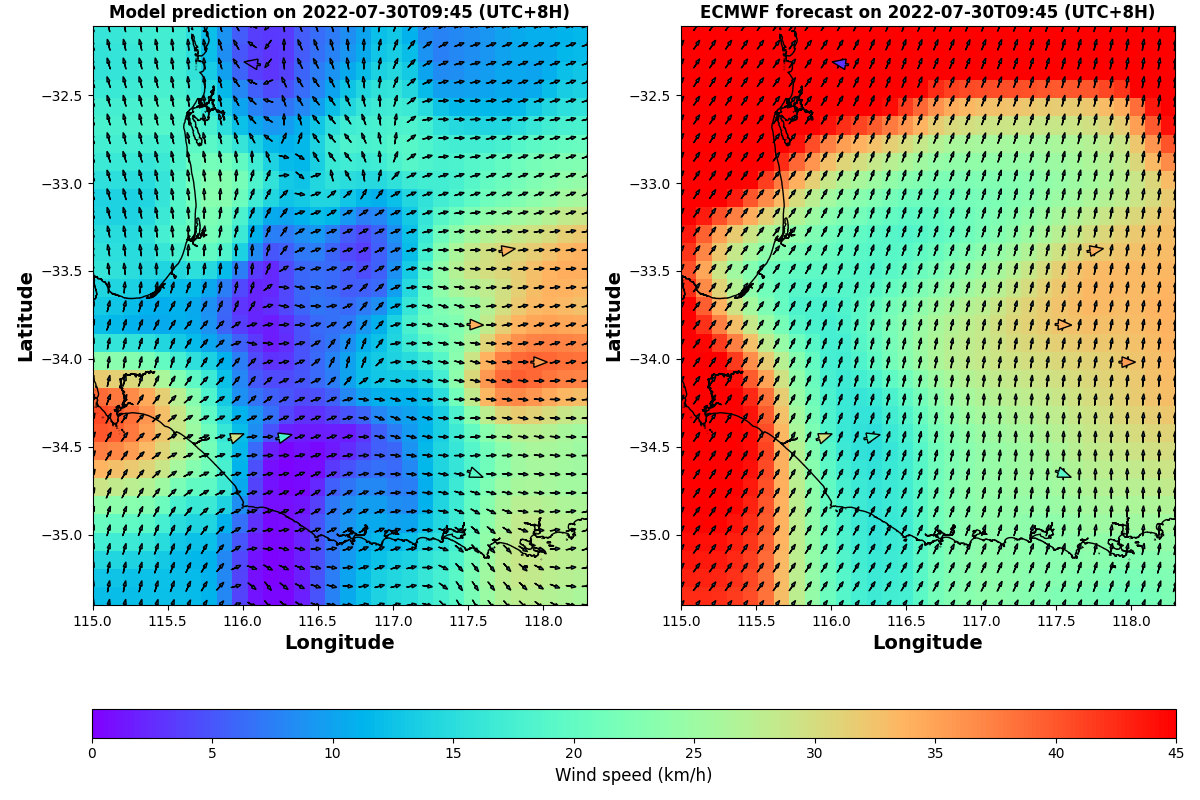 Model prediction on 2022-07-30T09:45 (UTC+8H)
ECMWF forecast on 2022-07-30T09:45 (UTC+8H)
−32.5
−33.0
−33.5
−34.0
−34.5
−35.0
Latitude
115.0 115.5 116.0 116.5 117.0 117.5 118.0
Longitude
−32.5
−33.0
−33.5
−34.0
−34.5
−35.0
Latitude
115.0 115.5 116.0 116.5 117.0 117.5 118.0
Longitude
0 5 10 15 20 25 30 35 40 45
Wind speed (km/h)